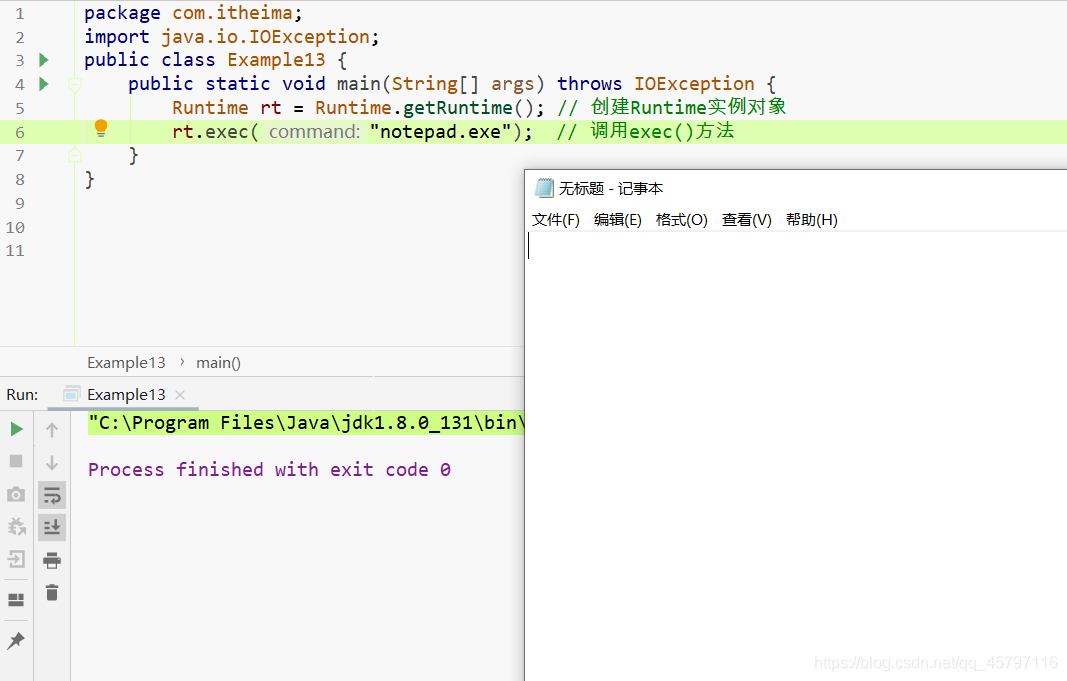 1 package com.itheima;
2 import java.io.IOException;
3 public class Example13 {
4 public static void main(String[] args) throws IOException {
5 Runtime rt = Runtime.getRuntime(); // 创建Runtime实例对象
6 rt.exec( command: "notepad.exe"); // 调用exec()方法
7 }
8 }
9
10
11
无标题 - 记事本
文件(F) 编辑(E) 格式(O) 查看(V) 帮助(H)
Example13 › main()
Run: Example13 ×
"C:\Program Files\Java\jdk1.8.0_131\bin\
Process finished with exit code 0
https://blog.csdn.net/qq_45797116